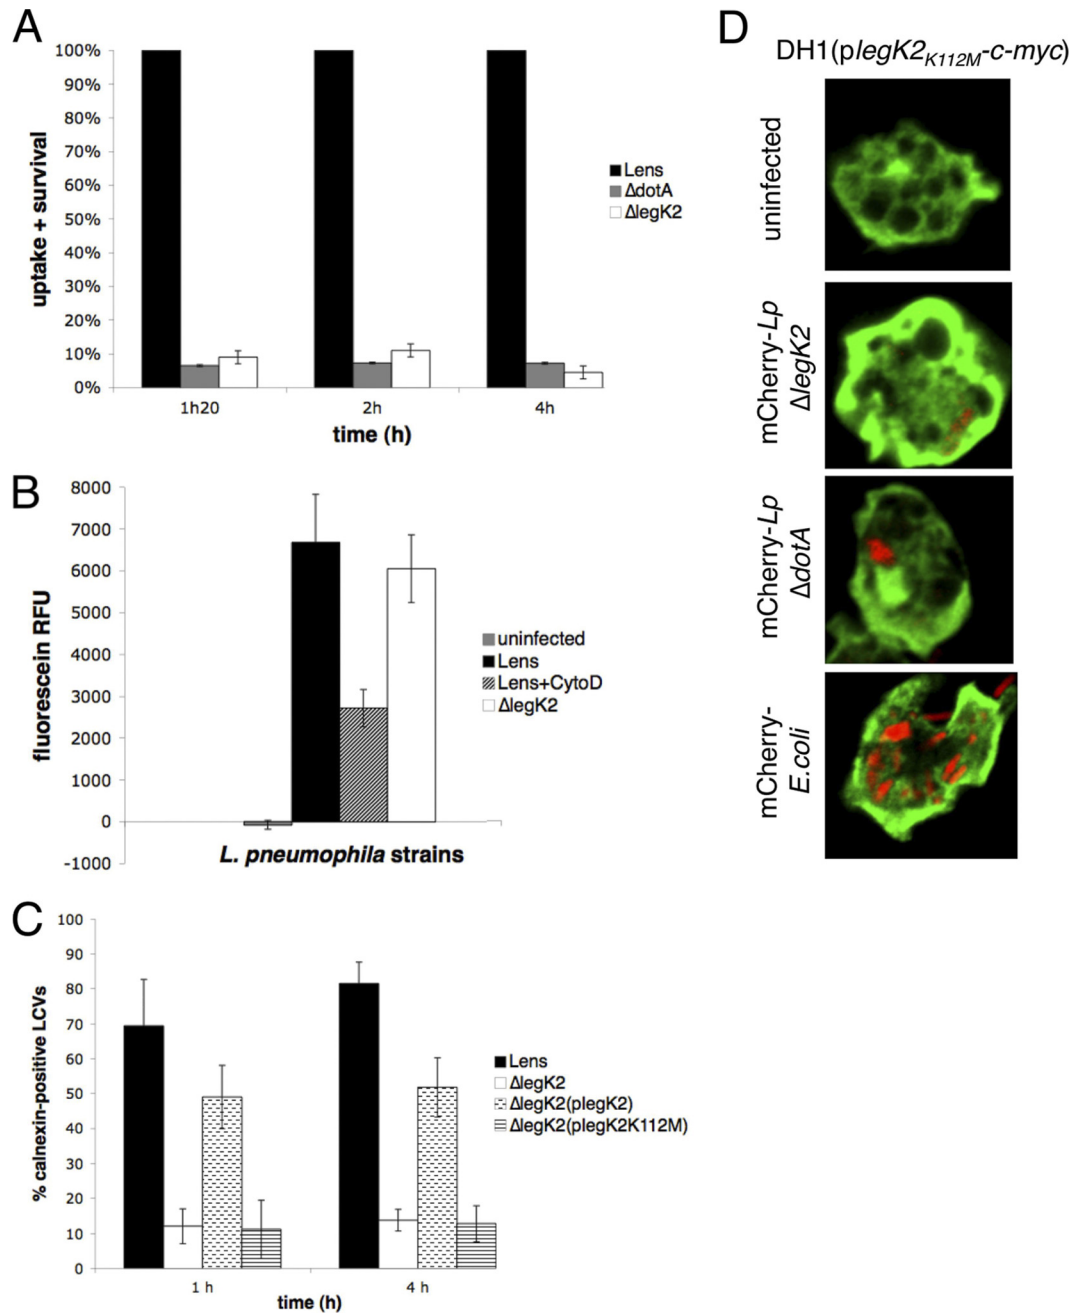 A
100%
90%
80%
70%
60%
50%
40%
30%
20%
10%
0%
uptake + survival
1h20
2h
4h
time (h)
Lens
ΔdotA
ΔlegK2
B
8000
7000
6000
5000
4000
3000
2000
1000
0
-1000
fluorescein RFU
L. pneumophila strains
uninfected
Lens
Lens+CytoD
ΔlegK2
C
100
90
80
70
60
50
40
30
20
10
0
% calnexin-positive LCVs
1 h
4 h
time (h)
Lens
ΔlegK2
ΔlegK2(plegK2)
ΔlegK2(plegK2K112M)
D
DH1(plegK2K112M-c-myc)
uninfected
mCherry-Lp
ΔlegK2
mCherry-Lp
ΔdotA
mCherry-
E.coli